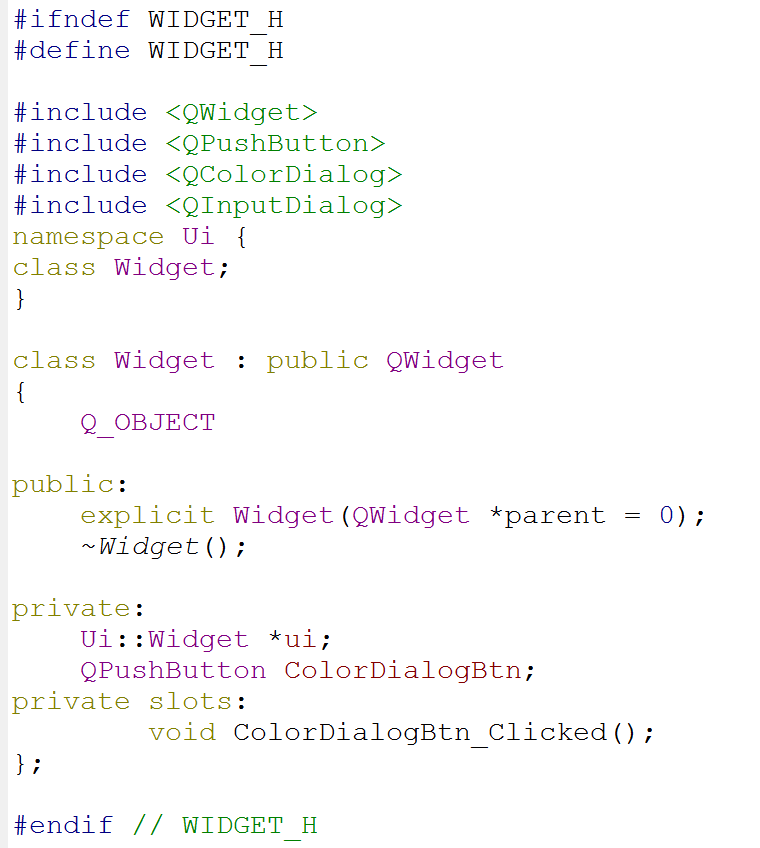 #ifndef WIDGET_H
#define WIDGET_H
#include <QWidget>
#include <QPushButton>
#include <QColorDialog>
#include <QInputDialog>
namespace Ui {
class Widget;
}
class Widget : public QWidget
{
    Q_OBJECT
public:
    explicit Widget(QWidget *parent = 0);
    ~Widget();
private:
    Ui::Widget *ui;
    QPushButton ColorDialogBtn;
private slots:
        void ColorDialogBtn_Clicked();
};
#endif // WIDGET_H